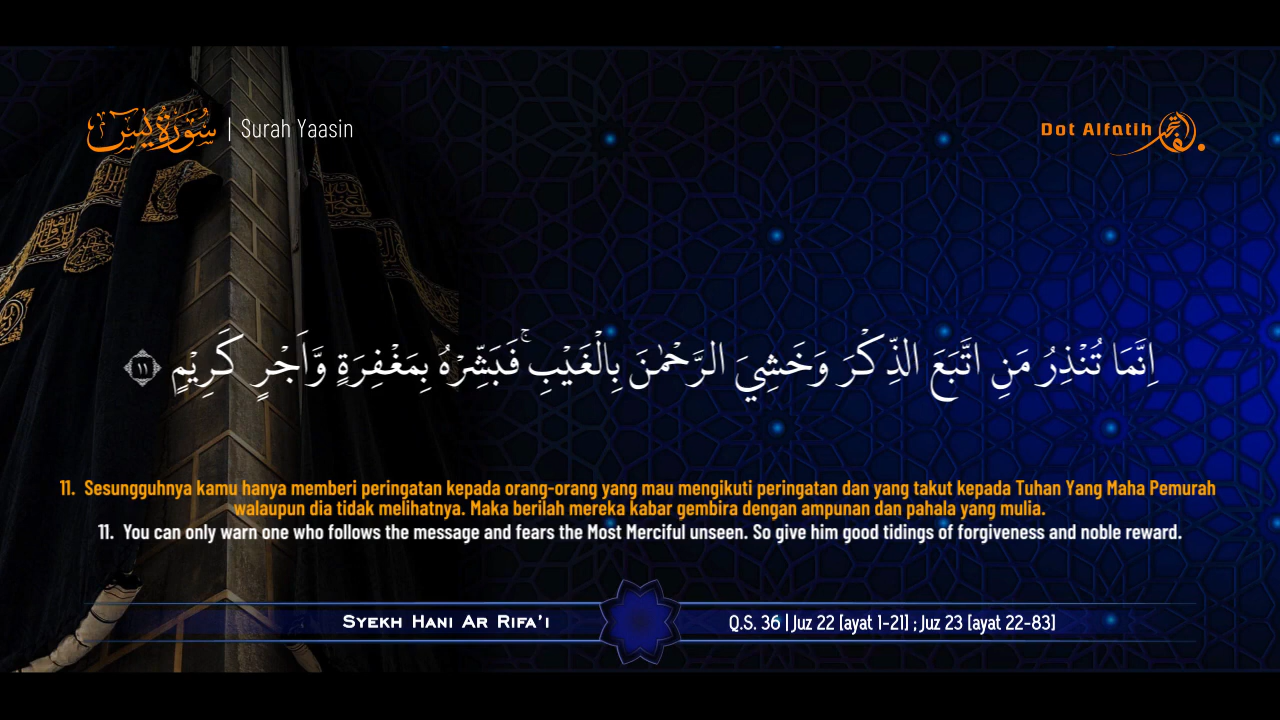 سُوْرَةُ يٰسٓ | Surah Yaasin
Dot Alfatih
اِنَّمَا تُنْذِرُ مَنِ اتَّبَعَ الذِّكْرَ وَخَشِيَ الرَّحْمٰنَ بِالْغَيْبِۚ فَبَشِّرْهُ بِمَغْفِرَةٍ وَّاَجْرٍ كَرِيْمٍ ۝١١
11. Sesungguhnya kamu hanya memberi peringatan kepada orang-orang yang mau mengikuti peringatan dan yang takut kepada Tuhan Yang Maha Pemurah
walaupun dia tidak melihatnya. Maka berilah mereka kabar gembira dengan ampunan dan pahala yang mulia.
11. You can only warn one who follows the message and fears the Most Merciful unseen. So give him good tidings of forgiveness and noble reward.
Syekh Hani Ar Rifa'i
Q.S. 36 | Juz 22 [ayat 1-21] ; Juz 23 [ayat 22-83]